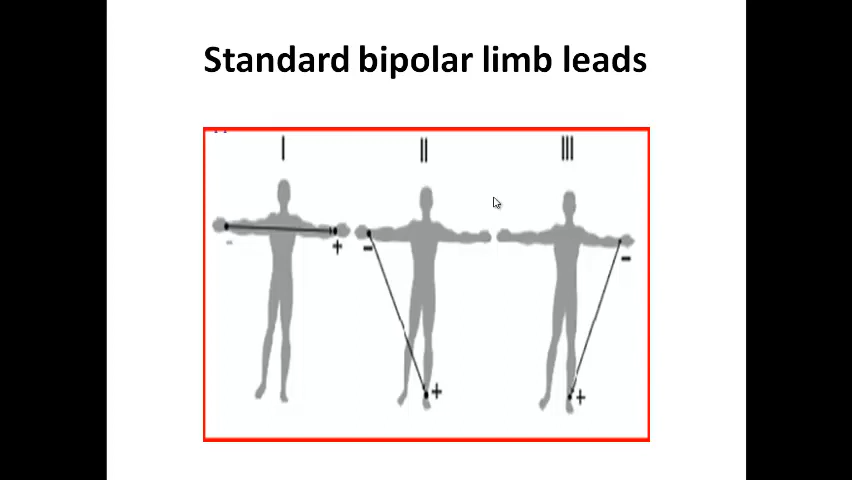 Standard bipolar limb leads
I II III
- + - -
+ +